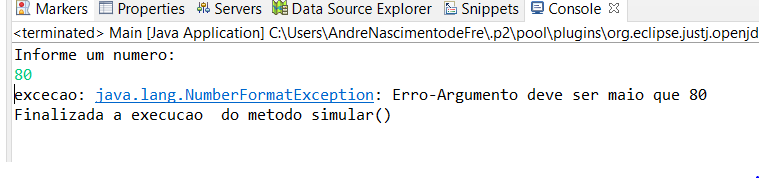 Markers Properties Servers Data Source Explorer Snippets Console
<terminated> Main [Java Application] C:\Users\AndreNascimentodeFre\.p2\pool\plugins\org.eclipse.justj.openjd
Informe um numero:
80
excecao: java.lang.NumberFormatException: Erro-Argumento deve ser maio que 80
Finalizada a execucao  do metodo simular()